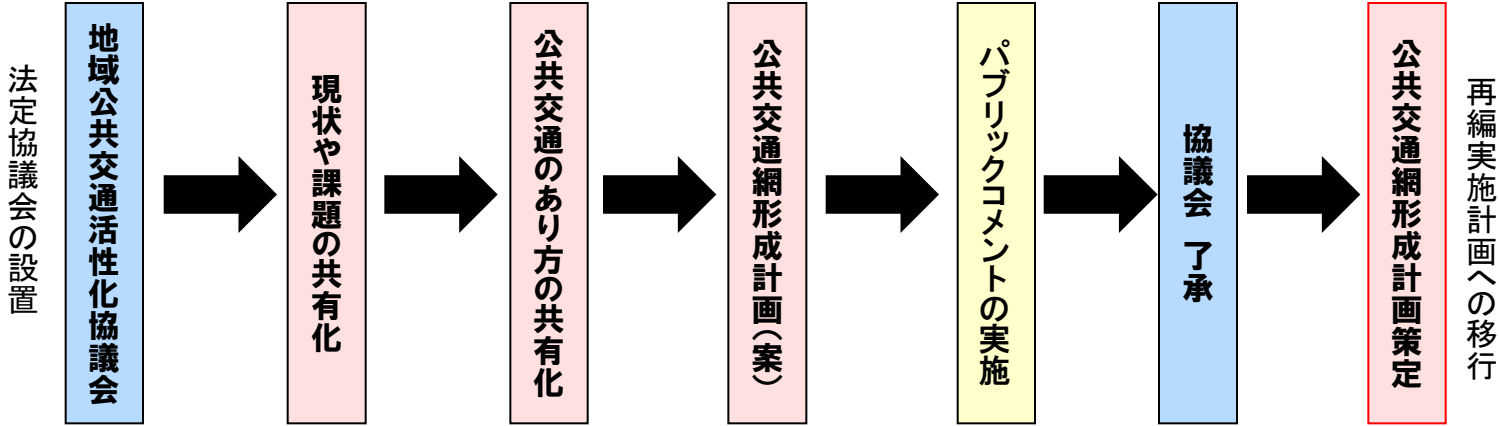 法定協議会の設置
地域公共交通活性化協議会
現状や課題の共有化
公共交通のあり方の共有化
公共交通網形成計画(案)
パブリックコメントの実施
協議会 了承
公共交通網形成計画策定
再編実施計画への移行